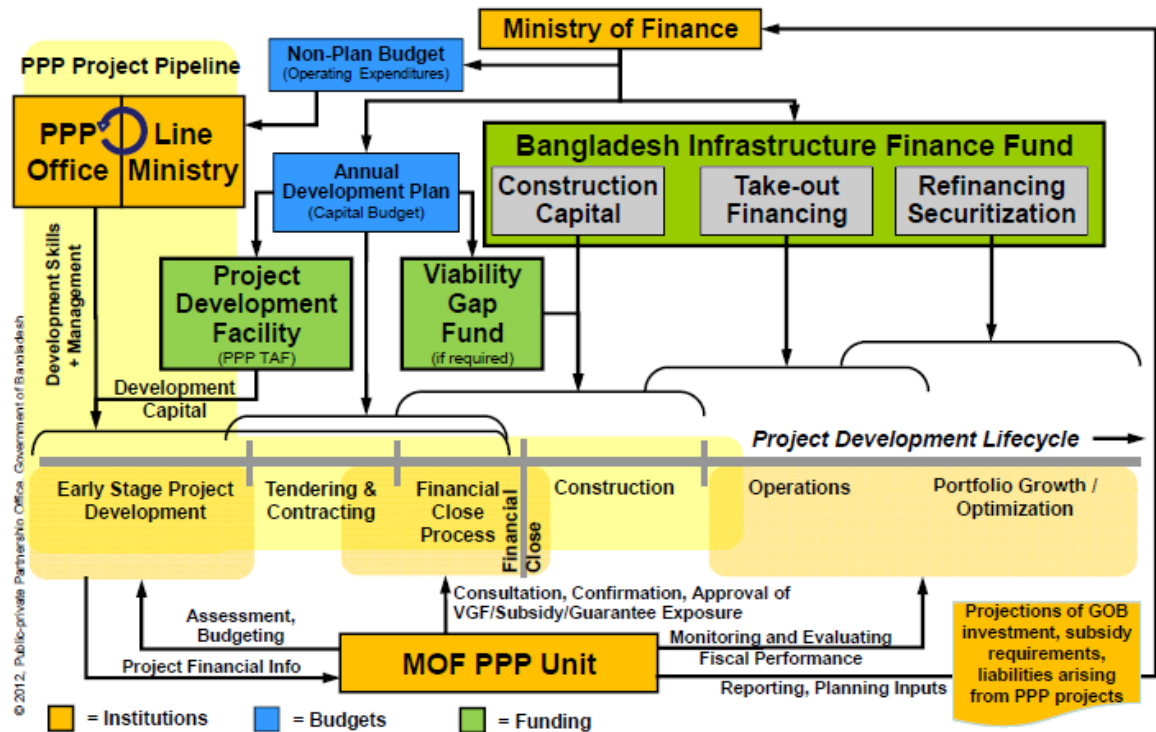 Ministry of Finance
PPP Project Pipeline
Non-Plan Budget
(Operating Expenditures)
PPP
Office
Line
Ministry
Annual
Development Plan
(Capital Budget)
Bangladesh Infrastructure Finance Fund
Construction
Capital
Take-out
Financing
Refinancing
Securitization
Development Skills
+ Management
Project
Development
Facility
(PPP TAF)
Viability
Gap
Fund
(if required)
Development
Capital
Project Development Lifecycle
Early Stage Project
Development
Tendering &
Contracting
Financial
Close
Process
Financial
Close
Construction
Operations
Portfolio Growth /
Optimization
Assessment,
Budgeting
Project Financial Info
Consultation, Confirmation, Approval of
VGF/Subsidy/Guarantee Exposure
MOF PPP Unit
Monitoring and Evaluating
Fiscal Performance
Reporting, Planning Inputs
Projections of GOB
investment, subsidy
requirements,
liabilities arising
from PPP projects
= Institutions
= Budgets
= Funding
© 2012, Public-private Partnership Office, Government of Bangladesh